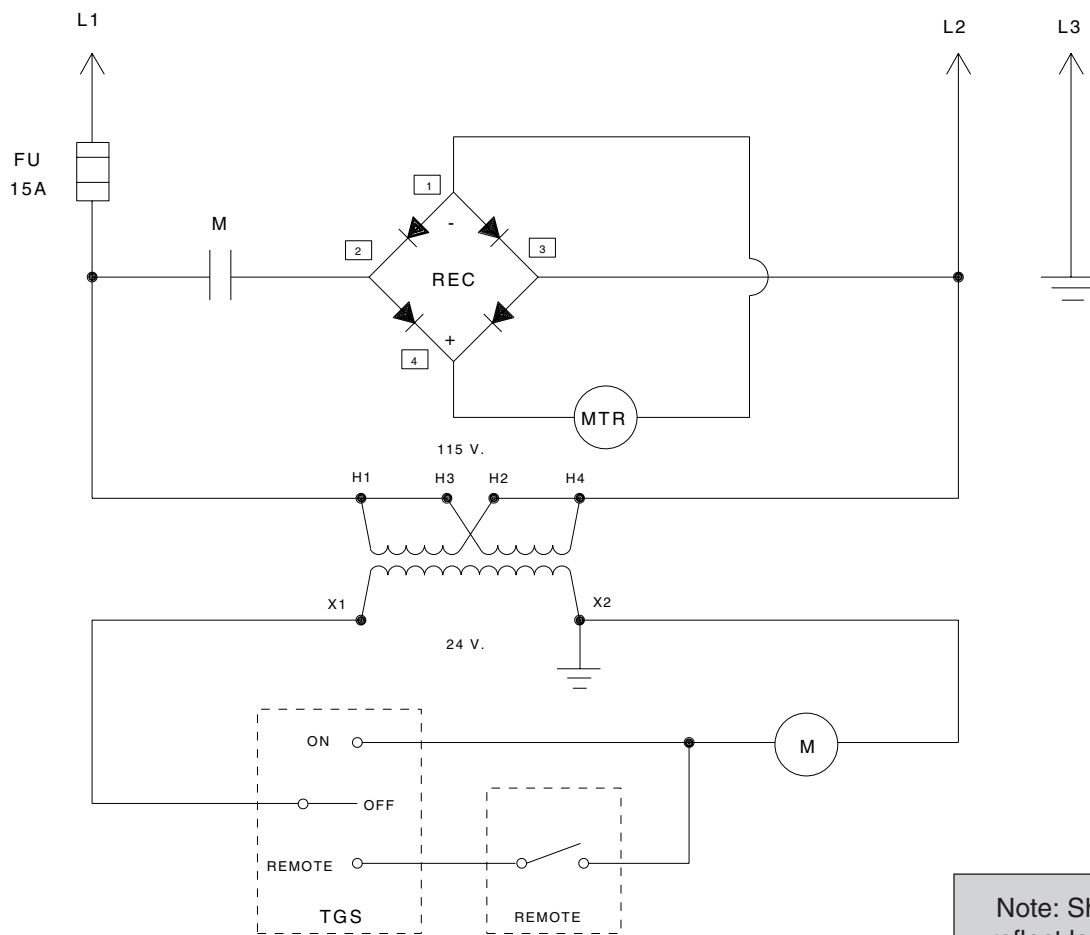 L1
L2
L3
FU
15A
M
1
-
2
3
REC
+
4
MTR
115 V.
H1
H3
H2
H4
X1
X2
24 V.
ON
M
OFF
REMOTE
TGS
REMOTE
Note: